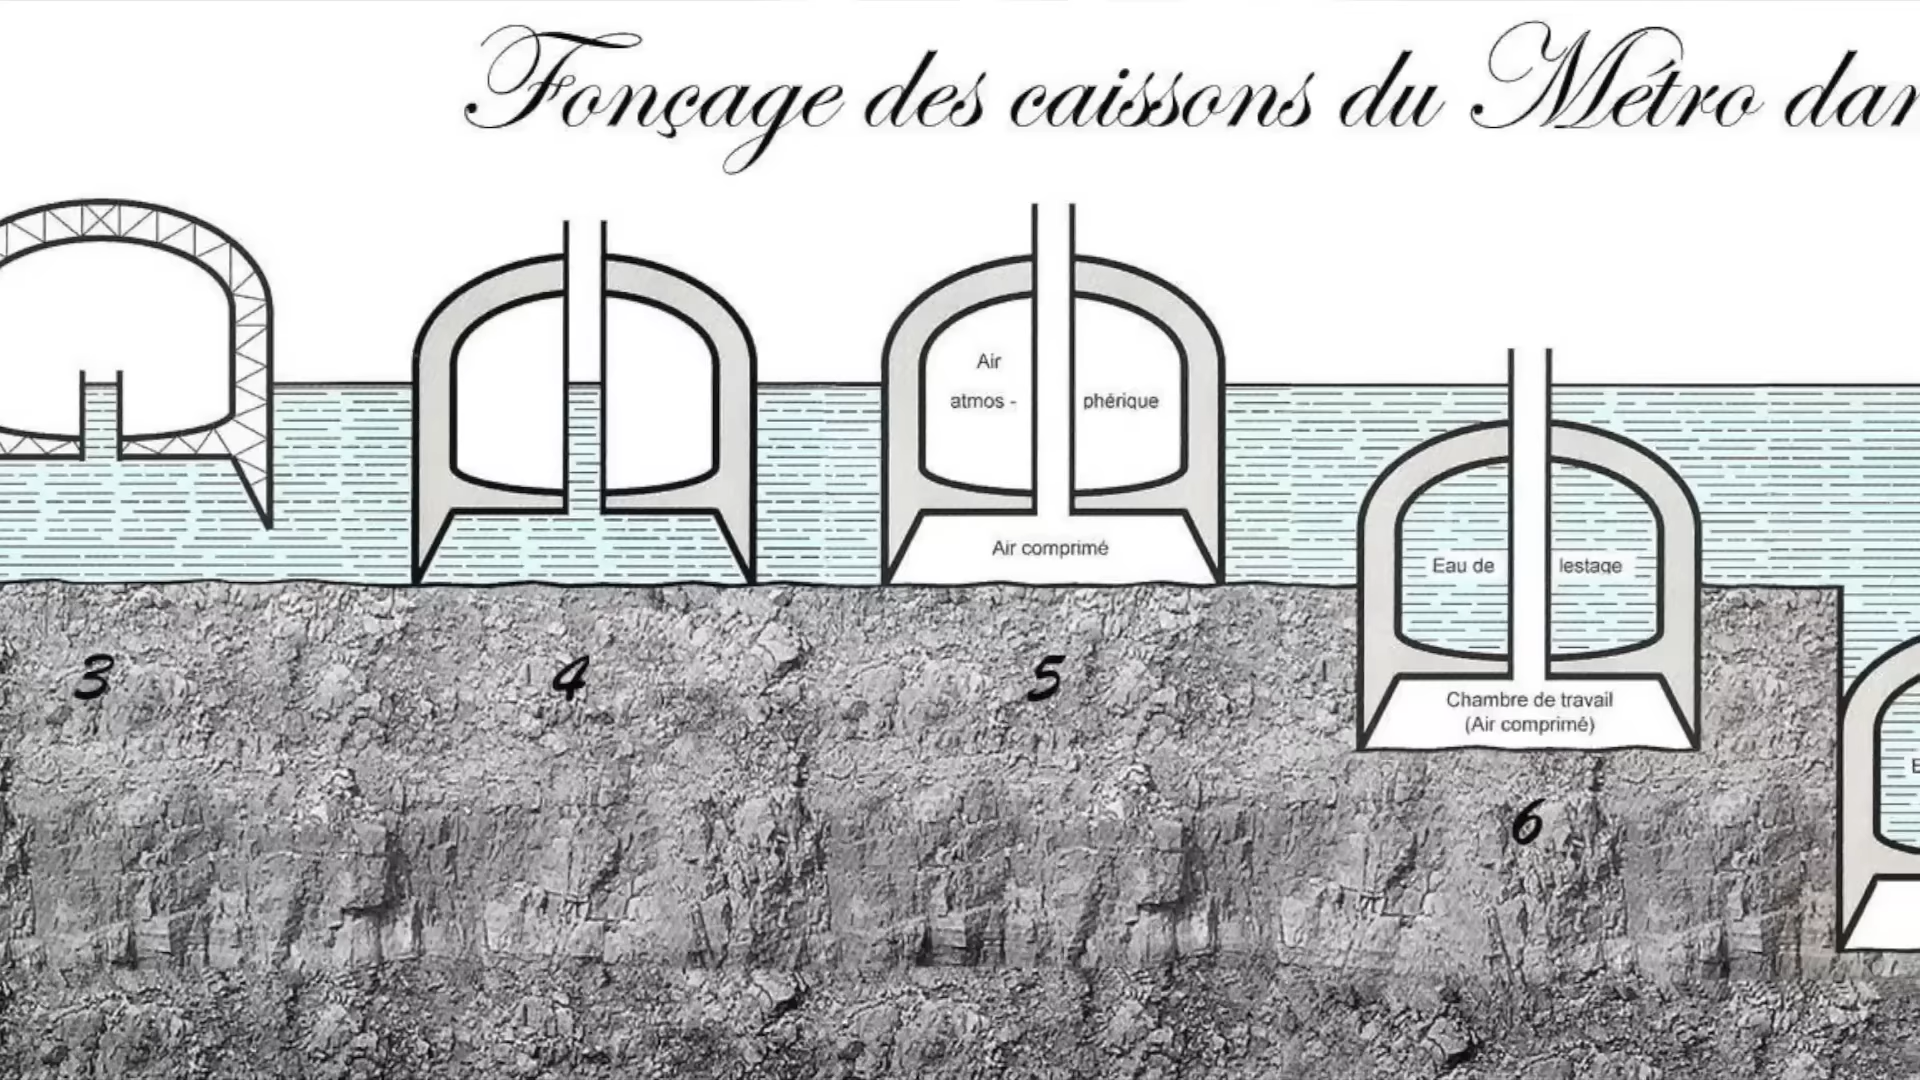 Fonçage des caissons du Métro dan
Air
atmos - phérique
Air comprimé
Eau de lestage
Chambre de travail
(Air comprimé)
3
4
5
6
E